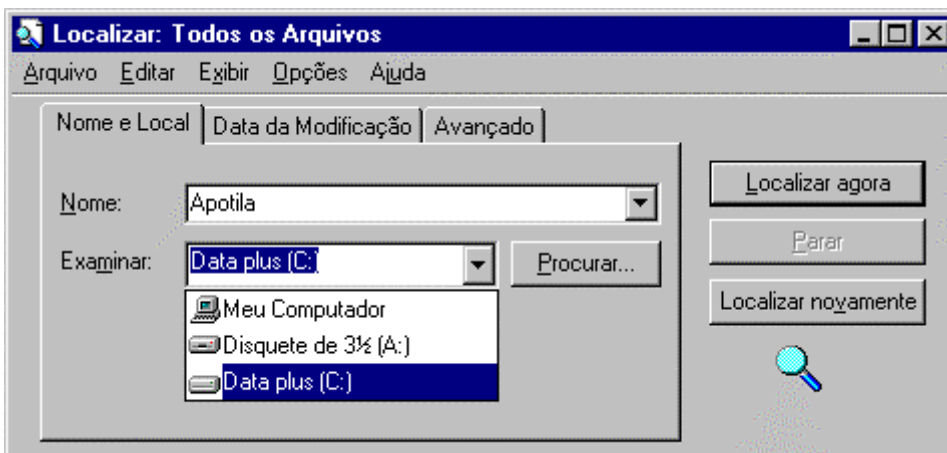 Localizar: Todos os Arquivos
Arquivo Editar Exibir Opções Ajuda
Nome e Local Data da Modificação Avançado
Nome: Apotila
Localizar agora
Examinar: Data plus (C:) Procurar...
Parar
Meu Computador
Localizar novamente
Disquete de 3½ (A:)
Data plus (C:)